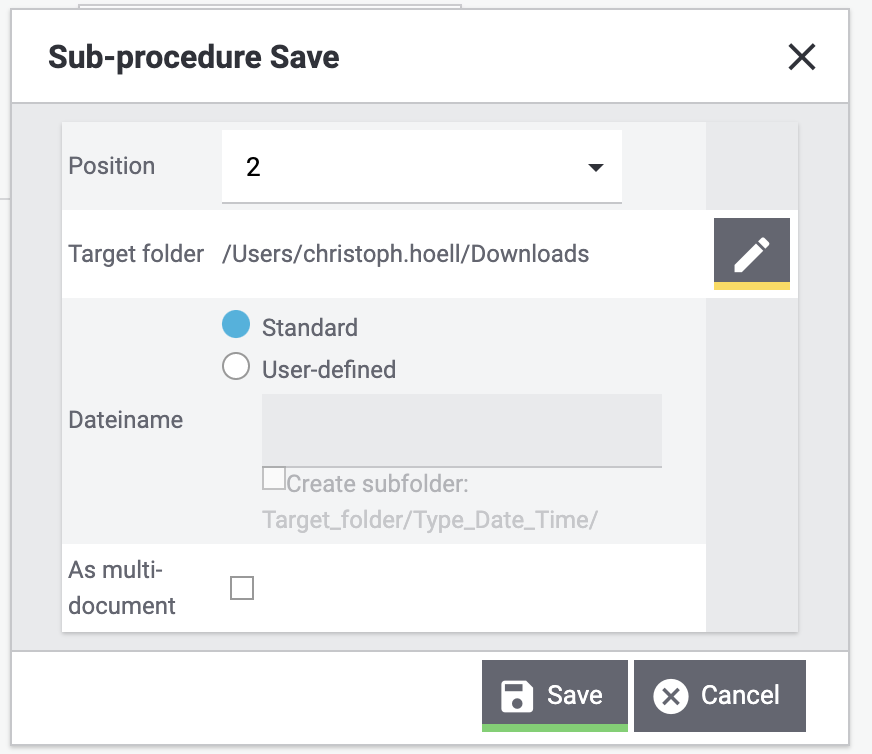 Sub-procedure Save
Position
2
Target folder
/Users/christoph.hoell/Downloads
Standard
User-defined
Dateiname
Create subfolder:
Target_folder/Type_Date_Time/
As multi-
document
Save
Cancel